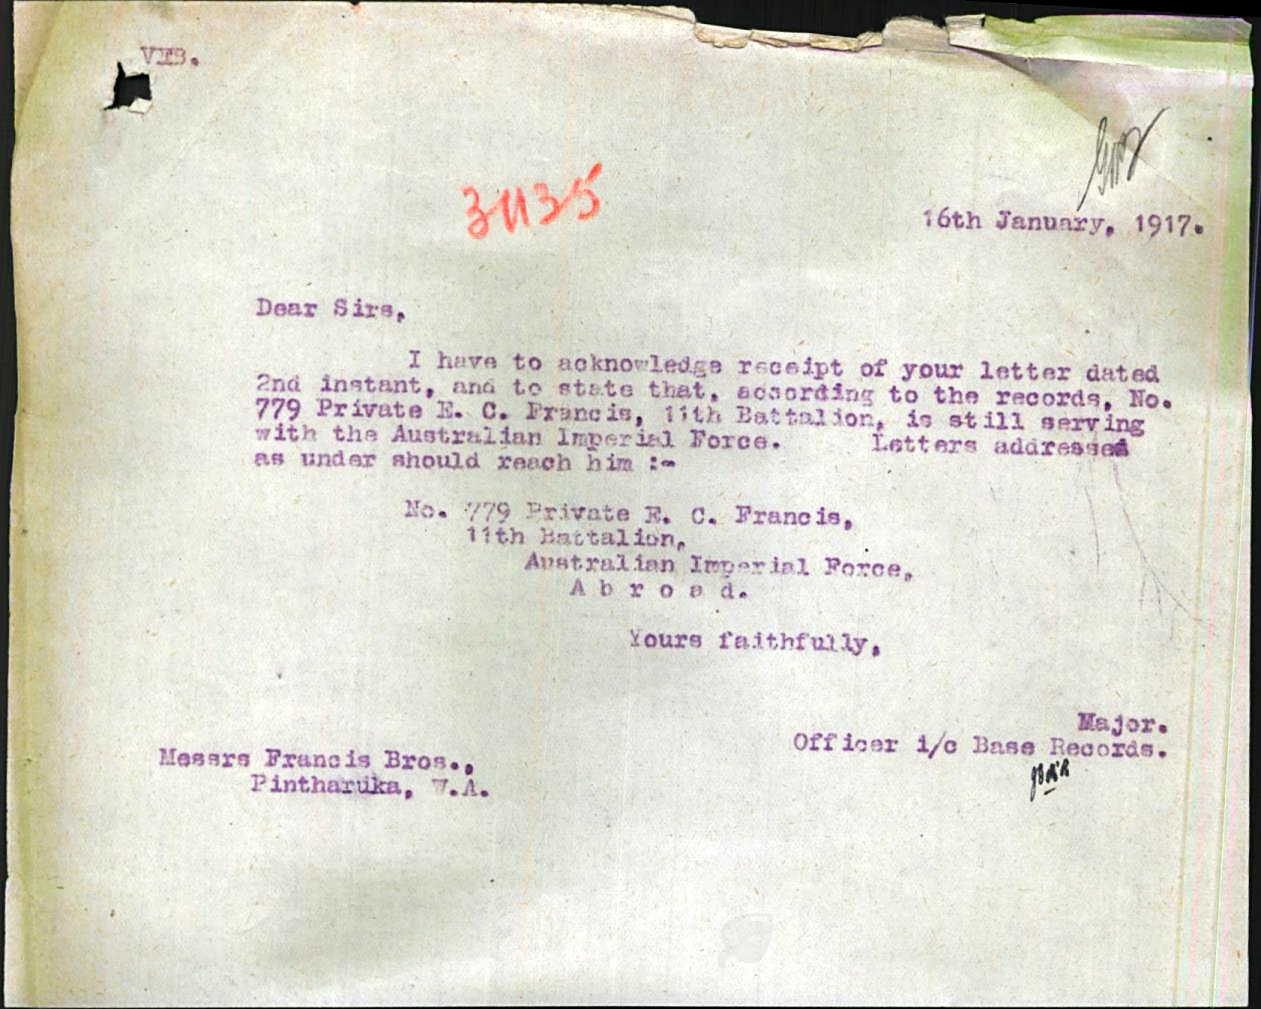 VEB.
3435
16th January, 1917.
Dear Sirs,
I have to acknowledge receipt of your letter dated
2nd instant, and to state that, according to the records, No.
779 Private E. C. Francis, 11th Battalion, is still serving
with the Australian Imperial Force. Letters addressed
as under should reach him :-
No. 779 Private E. C. Francis,
11th Battalion,
Australian Imperial Force,
A b r o a d.
Yours faithfully,
Major.
Officer i/c Base Records.
Messrs Francis Bros.,
Pintharuka, W.A.